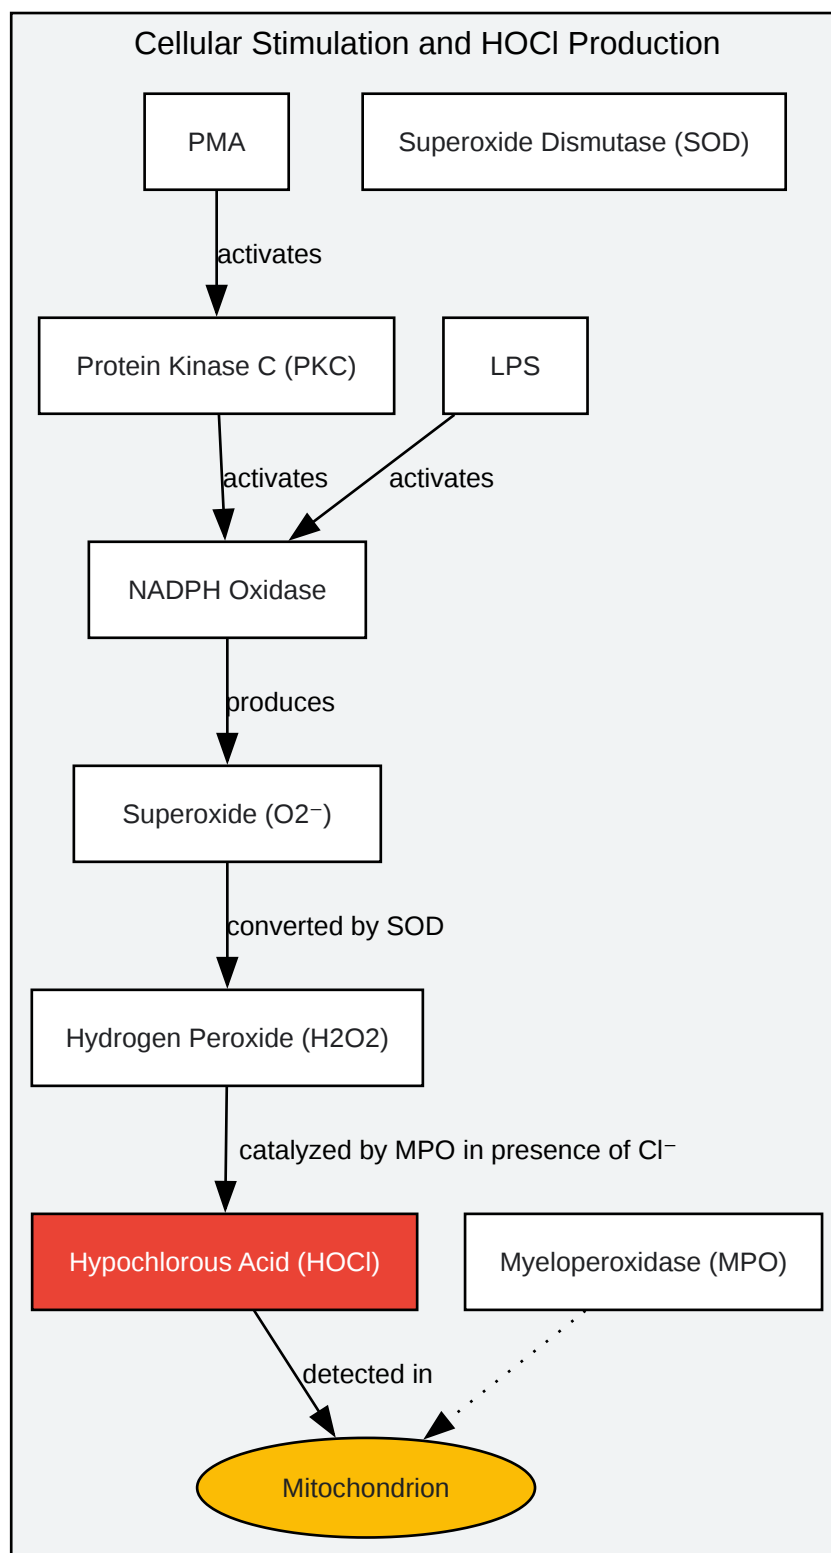 Cellular Stimulation and HOCl Production
PMA
Superoxide Dismutase (SOD)
activates
Protein Kinase C (PKC)
LPS
activates
activates
NADPH Oxidase
produces
Superoxide (O2⁻)
converted by SOD
Hydrogen Peroxide (H2O2)
catalyzed by MPO in presence of Cl⁻
Hypochlorous Acid (HOCl)
Myeloperoxidase (MPO)
detected in
Mitochondrion